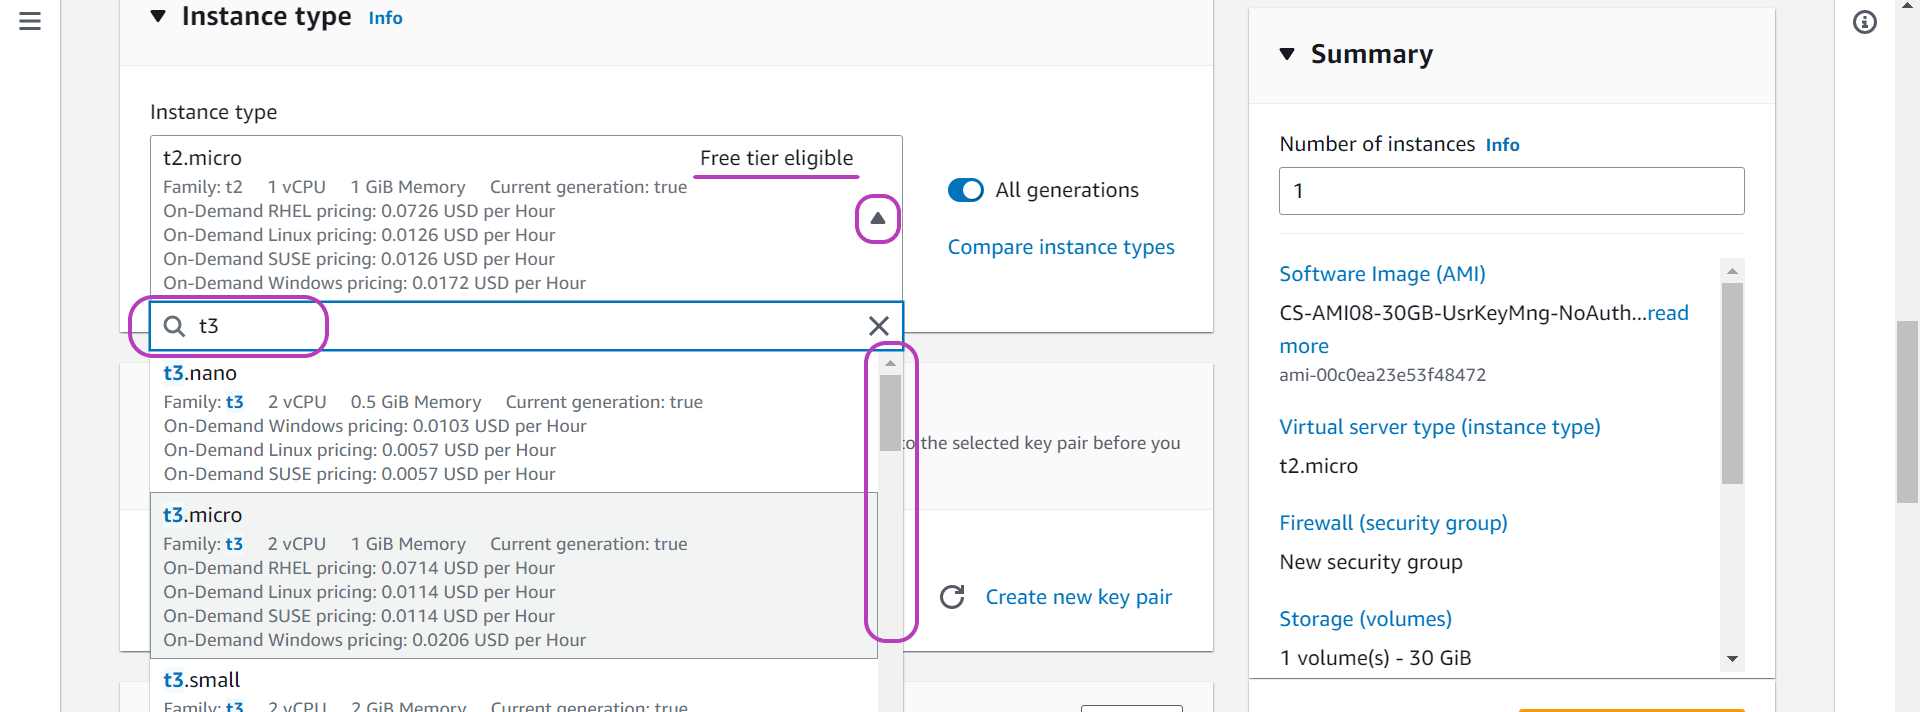 Instance type Info
Instance type
t2.micro Free tier eligible
Family: t2 1 vCPU 1 GiB Memory Current generation: true
On-Demand RHEL pricing: 0.0726 USD per Hour
On-Demand Linux pricing: 0.0126 USD per Hour
On-Demand SUSE pricing: 0.0126 USD per Hour
On-Demand Windows pricing: 0.0172 USD per Hour
All generations
Compare instance types
t3
t3.nano
Family: t3 2 vCPU 0.5 GiB Memory Current generation: true
On-Demand Windows pricing: 0.0103 USD per Hour
On-Demand Linux pricing: 0.0057 USD per Hour
On-Demand SUSE pricing: 0.0057 USD per Hour
to the selected key pair before you
t3.micro
Family: t3 2 vCPU 1 GiB Memory Current generation: true
On-Demand RHEL pricing: 0.0714 USD per Hour
On-Demand Linux pricing: 0.0114 USD per Hour
On-Demand SUSE pricing: 0.0114 USD per Hour
On-Demand Windows pricing: 0.0206 USD per Hour
Create new key pair
t3.small
Family: t3 2 vCPU 2 GiB Memory Current generation: true
Summary
Number of instances Info
1
Software Image (AMI)
CS-AMI08-30GB-UsrKeyMng-NoAuth...read
more
ami-00c0ea23e53f48472
Virtual server type (instance type)
t2.micro
Firewall (security group)
New security group
Storage (volumes)
1 volume(s) - 30 GiB